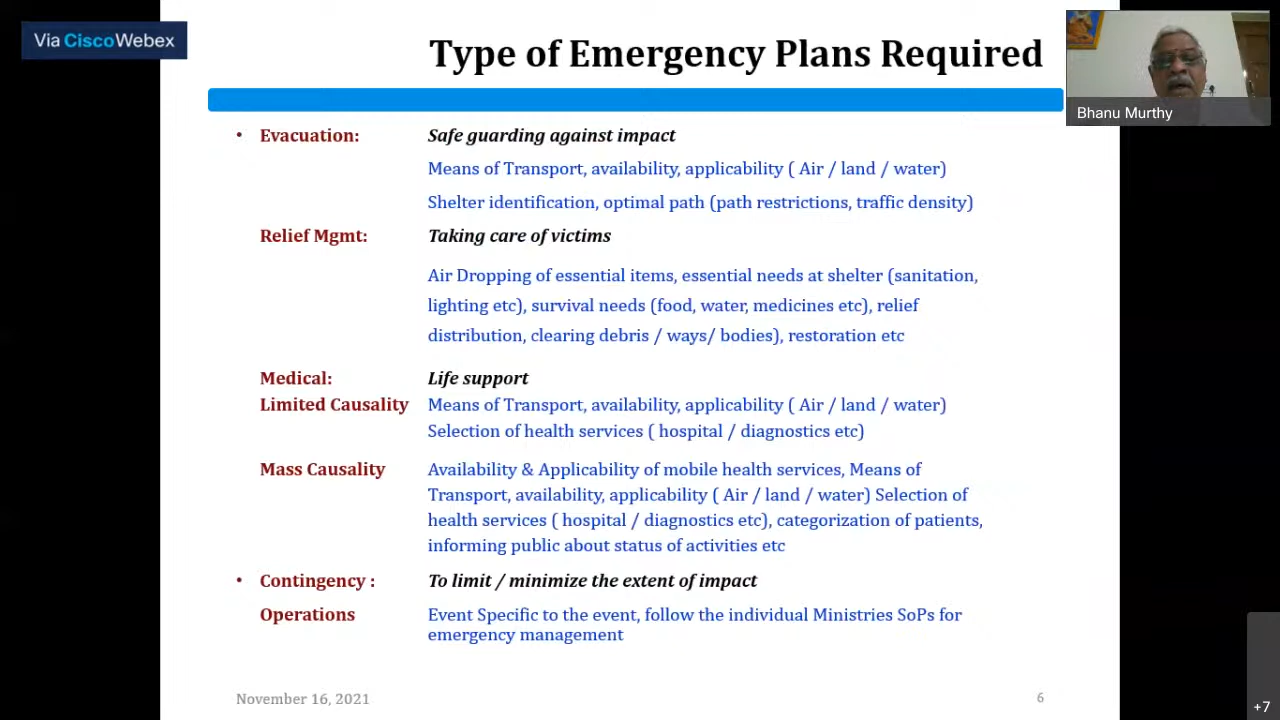 Via CiscoWebex
Type of Emergency Plans Required
Bhanu Murthy
• Evacuation: Safe guarding against impact
Means of Transport, availability, applicability ( Air / land / water)
Shelter identification, optimal path (path restrictions, traffic density)
Relief Mgmt: Taking care of victims
Air Dropping of essential items, essential needs at shelter (sanitation,
lighting etc), survival needs (food, water, medicines etc), relief
distribution, clearing debris / ways/ bodies), restoration etc
Medical: Life support
Limited Causality Means of Transport, availability, applicability ( Air / land / water)
Selection of health services ( hospital / diagnostics etc)
Mass Causality Availability & Applicability of mobile health services, Means of
Transport, availability, applicability ( Air / land / water) Selection of
health services ( hospital / diagnostics etc), categorization of patients,
informing public about status of activities etc
• Contingency : To limit / minimize the extent of impact
Operations Event Specific to the event, follow the individual Ministries SoPs for
emergency management
November 16, 2021 6
+7